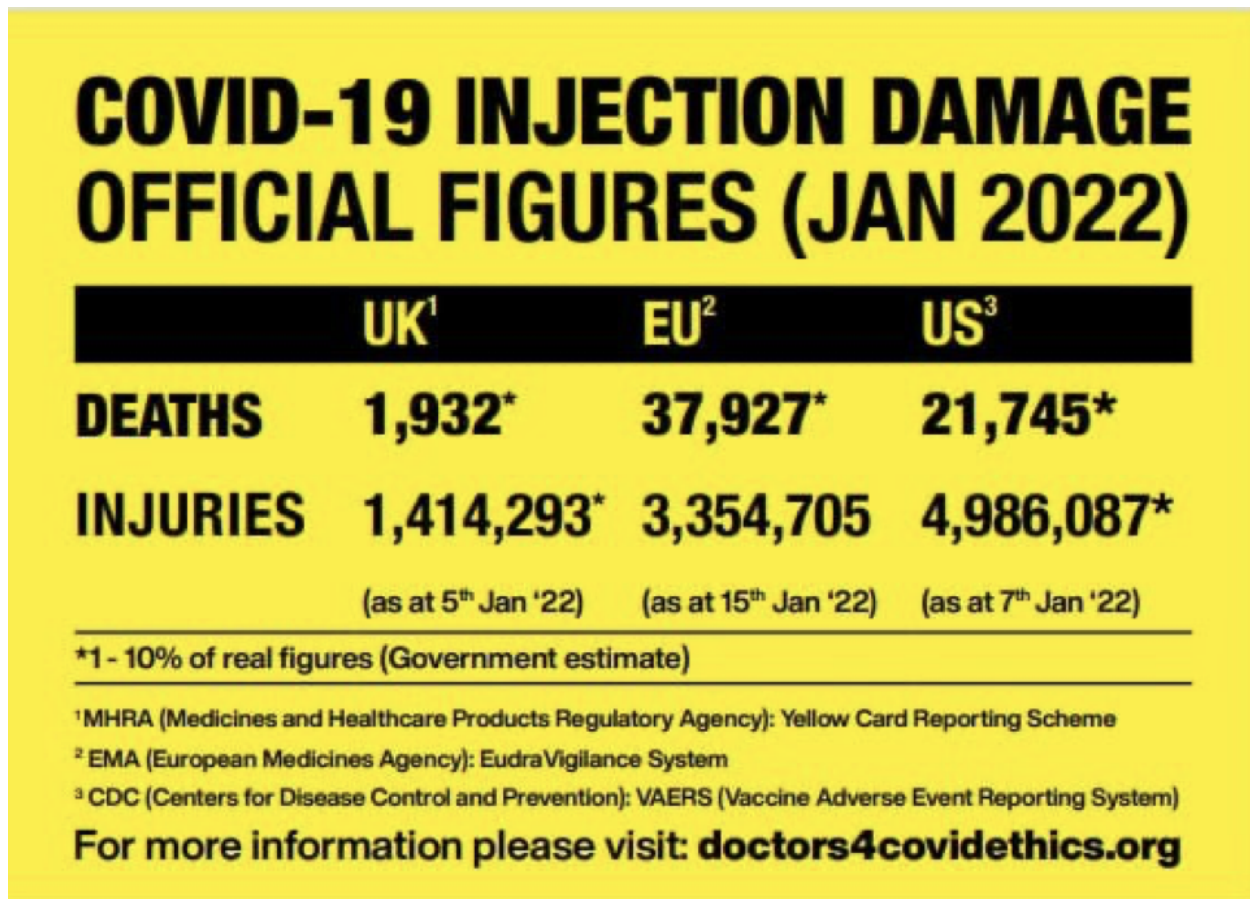 COVID-19 INJECTION DAMAGE
OFFICIAL FIGURES (JAN 2022)
UK¹ EU² US³
DEATHS 1,932* 37,927* 21,745*
INJURIES 1,414,293* 3,354,705 4,986,087*
(as at 5th Jan ‘22) (as at 15th Jan ‘22) (as at 7th Jan ‘22)
*1 - 10% of real figures (Government estimate)
¹ MHRA (Medicines and Healthcare Products Regulatory Agency): Yellow Card Reporting Scheme
² EMA (European Medicines Agency): EudraVigilance System
³ CDC (Centers for Disease Control and Prevention): VAERS (Vaccine Adverse Event Reporting System)
For more information please visit: doctors4covidethics.org